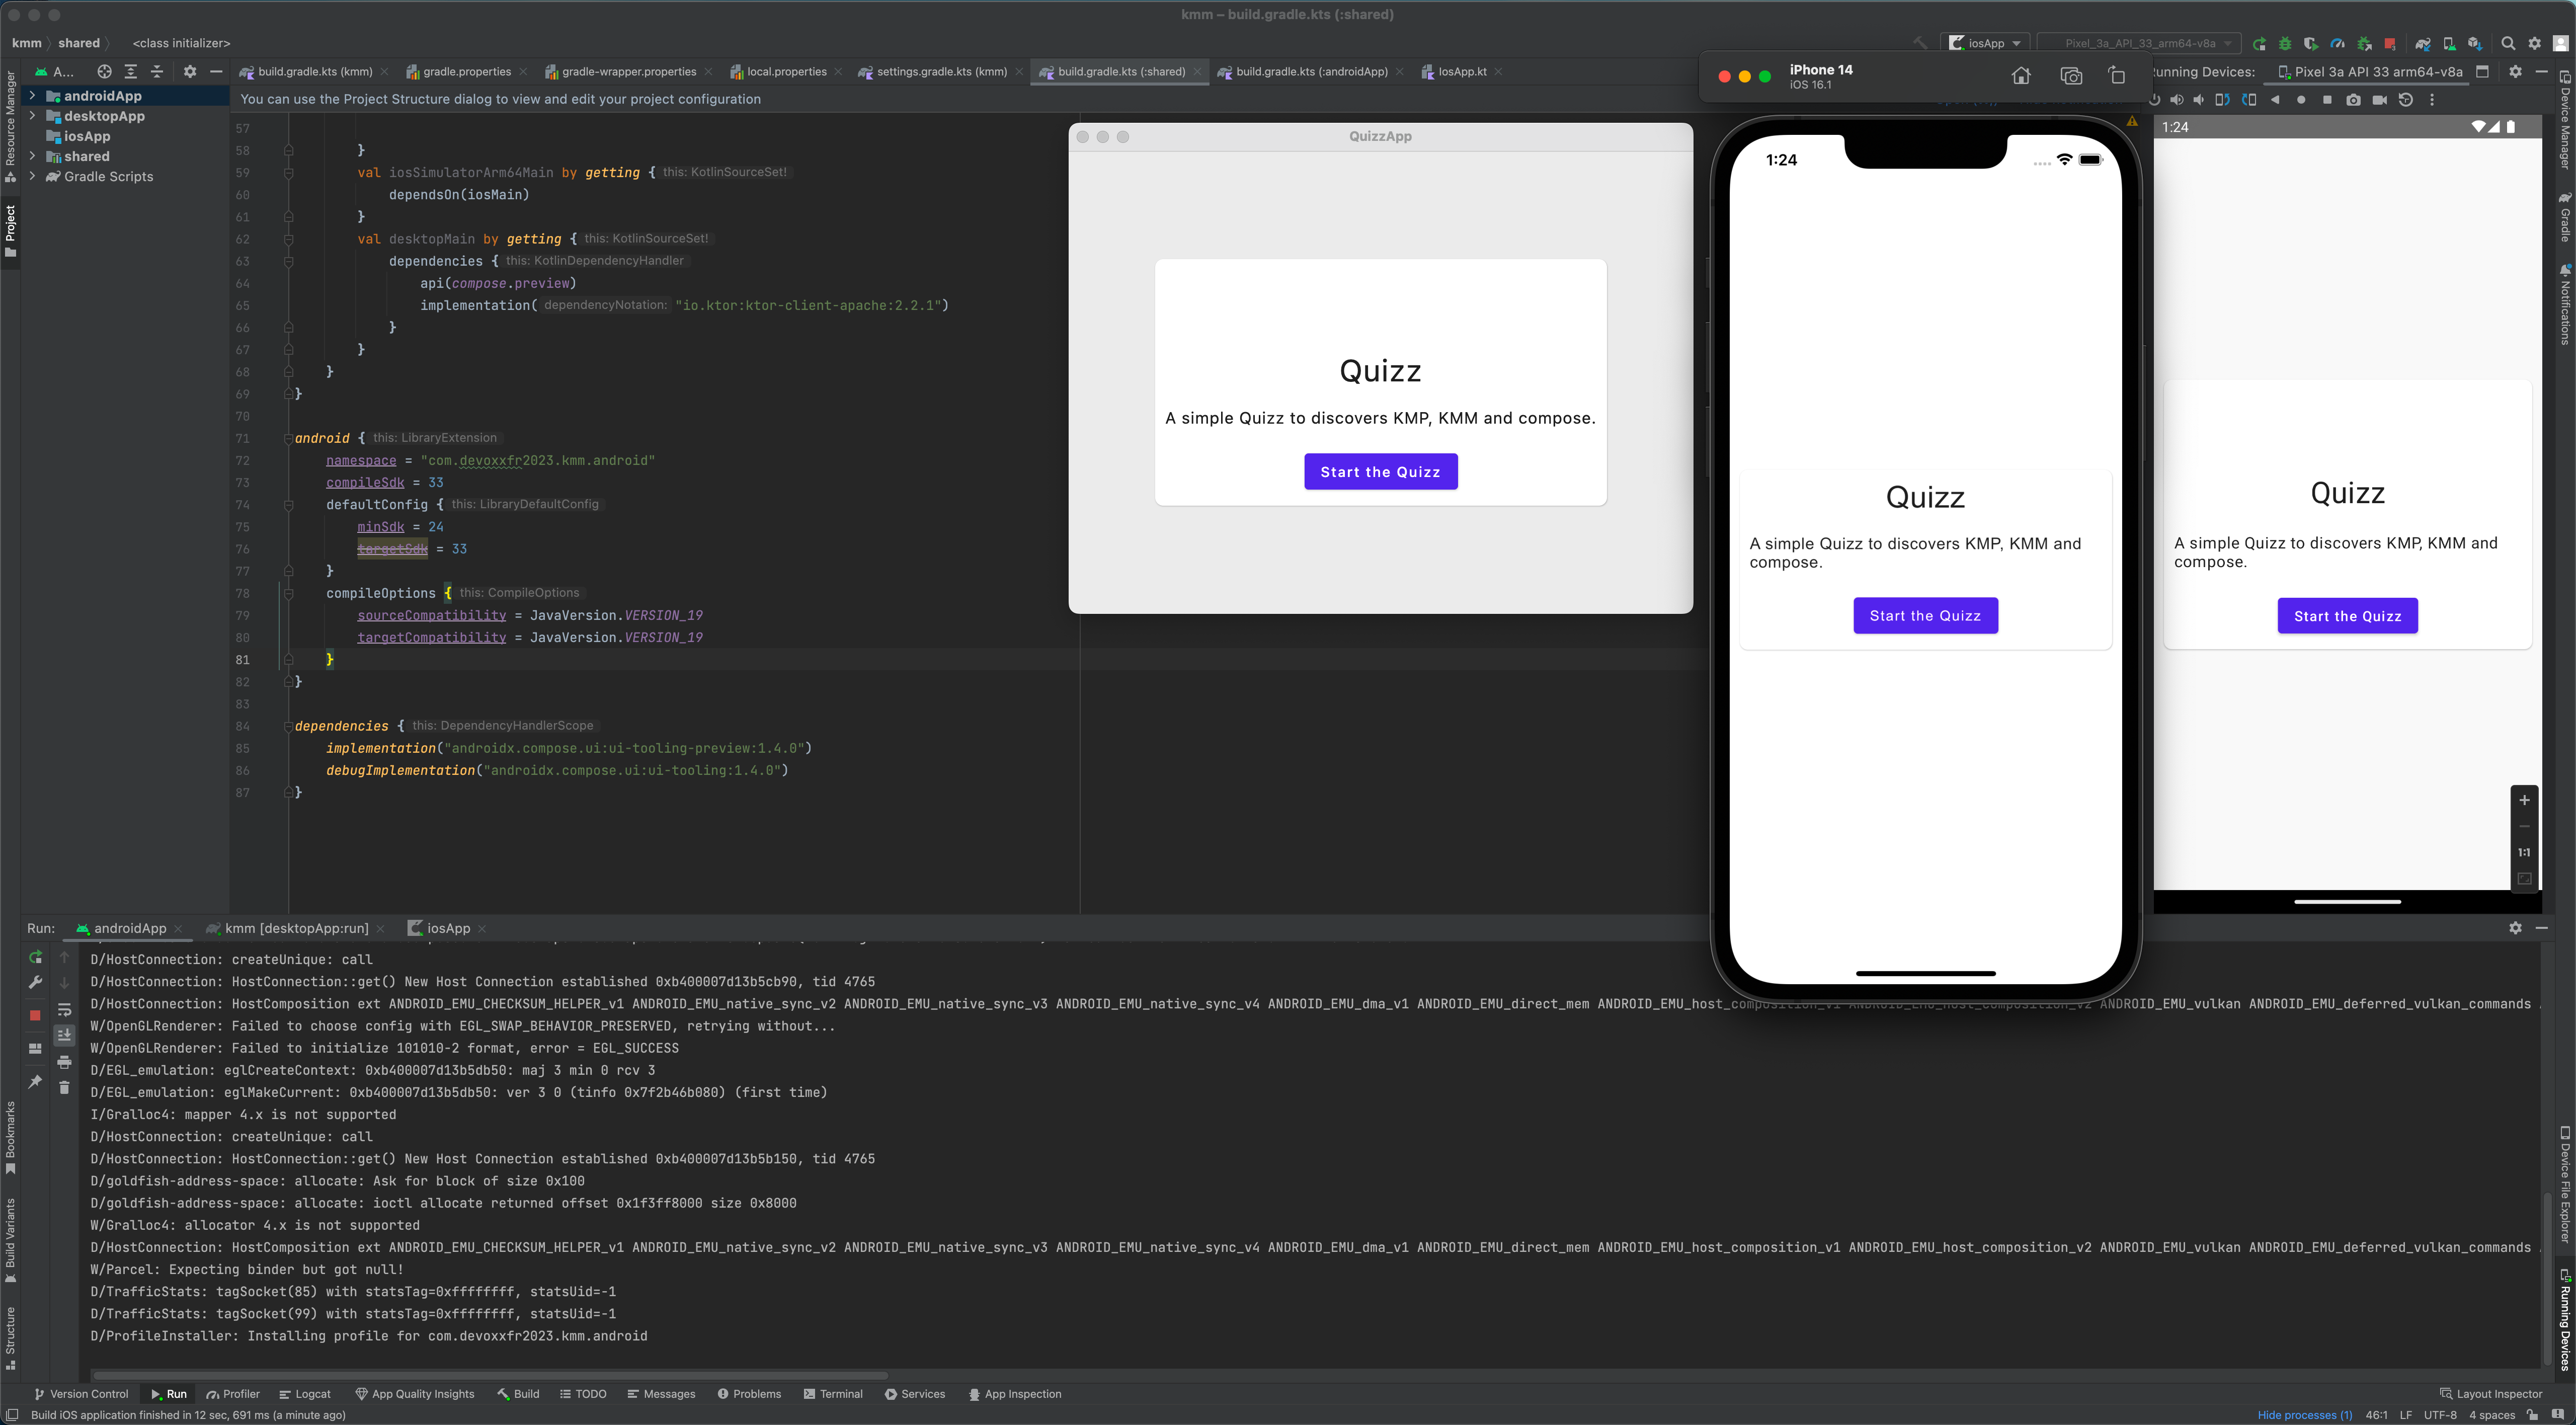 kmm – build.gradle.kts (:shared)
kmm shared <class initializer>
iosApp
Pixel_3a_API_33_arm64-v8a
A...
build.gradle.kts (kmm)
gradle.properties
gradle-wrapper.properties
local.properties
settings.gradle.kts (kmm)
build.gradle.kts (:shared)
build.gradle.kts (:androidApp)
IosApp.kt
Running Devices:
Pixel 3a API 33 arm64-v8a
You can use the Project Structure dialog to view and edit your project configuration
Resource Manager
Project
Bookmarks
Build Variants
Structure
androidApp
desktopApp
iosApp
shared
Gradle Scripts
57
58 }
59 val iosSimulatorArm64Main by getting { this: KotlinSourceSet!
60 dependsOn(iosMain)
61 }
62 val desktopMain by getting { this: KotlinSourceSet!
63 dependencies { this: KotlinDependencyHandler
64 api(compose.preview)
65 implementation( dependencyNotation: "io.ktor:ktor-client-apache:2.2.1")
66 }
67 }
68 }
69 }
70
71 android { this: LibraryExtension
72 namespace = "com.devoxxfr2023.kmm.android"
73 compileSdk = 33
74 defaultConfig { this: LibraryDefaultConfig
75 minSdk = 24
76 targetSdk = 33
77 }
78 compileOptions { this: CompileOptions
79 sourceCompatibility = JavaVersion.VERSION_19
80 targetCompatibility = JavaVersion.VERSION_19
81 }
82 }
83
84 dependencies { this: DependencyHandlerScope
85 implementation("androidx.compose.ui:ui-tooling-preview:1.4.0")
86 debugImplementation("androidx.compose.ui:ui-tooling:1.4.0")
87 }
QuizzApp
Quizz
A simple Quizz to discovers KMP, KMM and compose.
Start the Quizz
iPhone 14
iOS 16.1
1:24
Quizz
A simple Quizz to discovers KMP, KMM and
compose.
Start the Quizz
1:24
Quizz
A simple Quizz to discovers KMP, KMM and
compose.
Start the Quizz
1:1
Device Manager
Gradle
Notifications
Device File Explorer
Running Devices
Run: androidApp kmm [desktopApp:run] iosApp
D/HostConnection: createUnique: call
D/HostConnection: HostConnection::get() New Host Connection established 0xb400007d13b5cb90, tid 4765
D/HostConnection: HostComposition ext ANDROID_EMU_CHECKSUM_HELPER_v1 ANDROID_EMU_native_sync_v2 ANDROID_EMU_native_sync_v3 ANDROID_EMU_native_sync_v4 ANDROID_EMU_dma_v1 ANDROID_EMU_direct_mem ANDROID_EMU_host_composition_v1 ANDROID_EMU_host_composition_v2 ANDROID_EMU_vulkan ANDROID_EMU_deferred_vulkan_commands
W/OpenGLRenderer: Failed to choose config with EGL_SWAP_BEHAVIOR_PRESERVED, retrying without...
W/OpenGLRenderer: Failed to initialize 101010-2 format, error = EGL_SUCCESS
D/EGL_emulation: eglCreateContext: 0xb400007d13b5db50: maj 3 min 0 rcv 3
D/EGL_emulation: eglMakeCurrent: 0xb400007d13b5db50: ver 3 0 (tinfo 0x7f2b46b080) (first time)
I/Gralloc4: mapper 4.x is not supported
D/HostConnection: createUnique: call
D/HostConnection: HostConnection::get() New Host Connection established 0xb400007d13b5b150, tid 4765
D/goldfish-address-space: allocate: Ask for block of size 0x100
D/goldfish-address-space: allocate: ioctl allocate returned offset 0x1f3ff8000 size 0x8000
W/Gralloc4: allocator 4.x is not supported
D/HostConnection: HostComposition ext ANDROID_EMU_CHECKSUM_HELPER_v1 ANDROID_EMU_native_sync_v2 ANDROID_EMU_native_sync_v3 ANDROID_EMU_native_sync_v4 ANDROID_EMU_dma_v1 ANDROID_EMU_direct_mem ANDROID_EMU_host_composition_v1 ANDROID_EMU_host_composition_v2 ANDROID_EMU_vulkan ANDROID_EMU_deferred_vulkan_commands
W/Parcel: Expecting binder but got null!
D/TrafficStats: tagSocket(85) with statsTag=0xffffffff, statsUid=-1
D/TrafficStats: tagSocket(99) with statsTag=0xffffffff, statsUid=-1
D/ProfileInstaller: Installing profile for com.devoxxfr2023.kmm.android
Version Control Run Profiler Logcat App Quality Insights Build TODO Messages Problems Terminal Services App Inspection Layout Inspector
Build iOS application finished in 12 sec, 691 ms (a minute ago)
Hide processes (1) 46:1 LF UTF-8 4 spaces